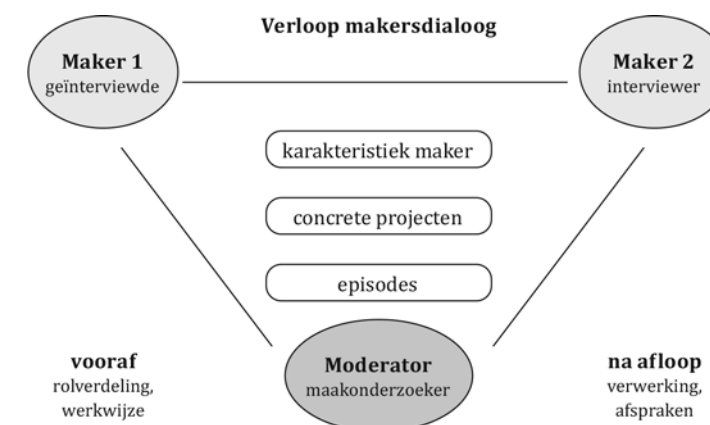 Verloop makersdialoog
Maker 1
geïnterviewde
Maker 2
interviewer
karakteristiek maker
concrete projecten
episodes
vooraf
rolverdeling,
werkwijze
Moderator
maakonderzoeker
na afloop
verwerking,
afspraken